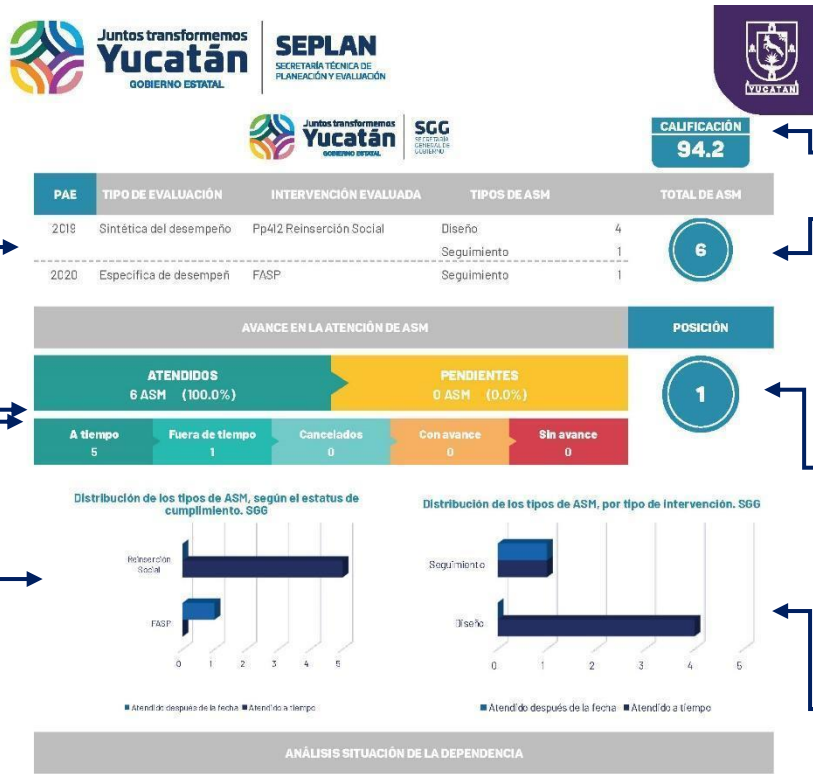 Juntos transformemos
Yucatán
GOBIERNO ESTATAL
SEPLAN
SECRETARÍA TÉCNICA DE
PLANEACIÓN Y EVALUACIÓN
YUCATAN
Juntos transformemos
Yucatán
GOBIERNO ESTATAL
SGG
SECRETARÍA
GENERAL DE
GOBIERNO
CALIFICACIÓN
94.2
PAE TIPO DE EVALUACIÓN INTERVENCIÓN EVALUADA TIPOS DE ASM TOTAL DE ASM
2019 Sintética del desempeño Pp412 Reinserción Social Diseño 4
Seguimiento 1
6
2020 Especifica de desempeñ FASP Seguimiento 1
AVANCE EN LA ATENCIÓN DE ASM POSICIÓN
ATENDIDOS PENDIENTES
6 ASM (100.0%) 0 ASM (0.0%)
1
A tiempo Fuera de tiempo Cancelados Con avance Sin avance
5 1 0 0 0
Distribución de los tipos de ASM, según el estatus de
cumplimiento. SGG
Reinserción
Social
FASP
0 1 2 3 4 5
Atendido después de la fecha Atendido a tiempo
Distribución de los tipos de ASM, por tipo de intervención. SGG
Seguimiento
Diseño
0 1 2 3 4 5
Atendido después de la fecha Atendido a tiempo
ANÁLISIS SITUACIÓN DE LA DEPENDENCIA